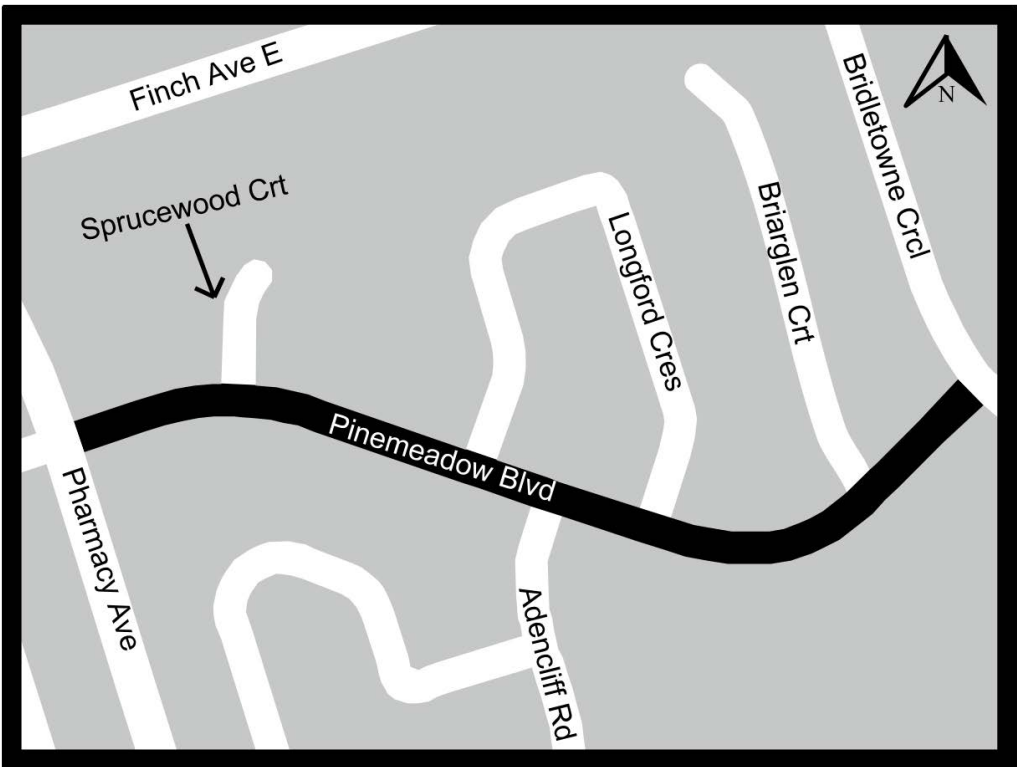 Finch Ave E
Bridletowne Crcl
N
Sprucewood Crt
Longford Cres
Briarglen Crt
Pinemeadow Blvd
Pharmacy Ave
Adencliff Rd